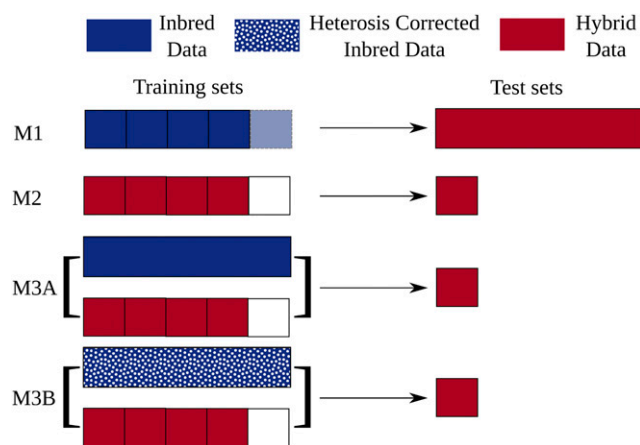 Inbred Data
Heterosis Corrected Inbred Data
Hybrid Data
Training sets
Test sets
M1
M2
M3A
M3B